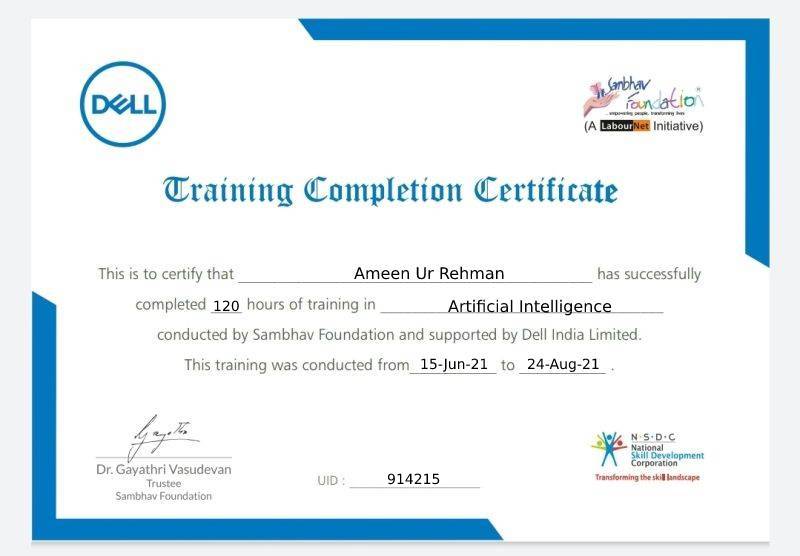 DELL
Sambhav
Foundation
...empowering people, transforming lives
(A LabourNet Initiative)
Training Completion Certificate
This is to certify that Ameen Ur Rehman has successfully
completed 120 hours of training in Artificial Intelligence
conducted by Sambhav Foundation and supported by Dell India Limited.
This training was conducted from 15-Jun-21 to 24-Aug-21 .
Dr. Gayathri Vasudevan
Trustee
Sambhav Foundation
UID : 914215
N·S·D·C
National
Skill Development
Corporation
Transforming the skill landscape